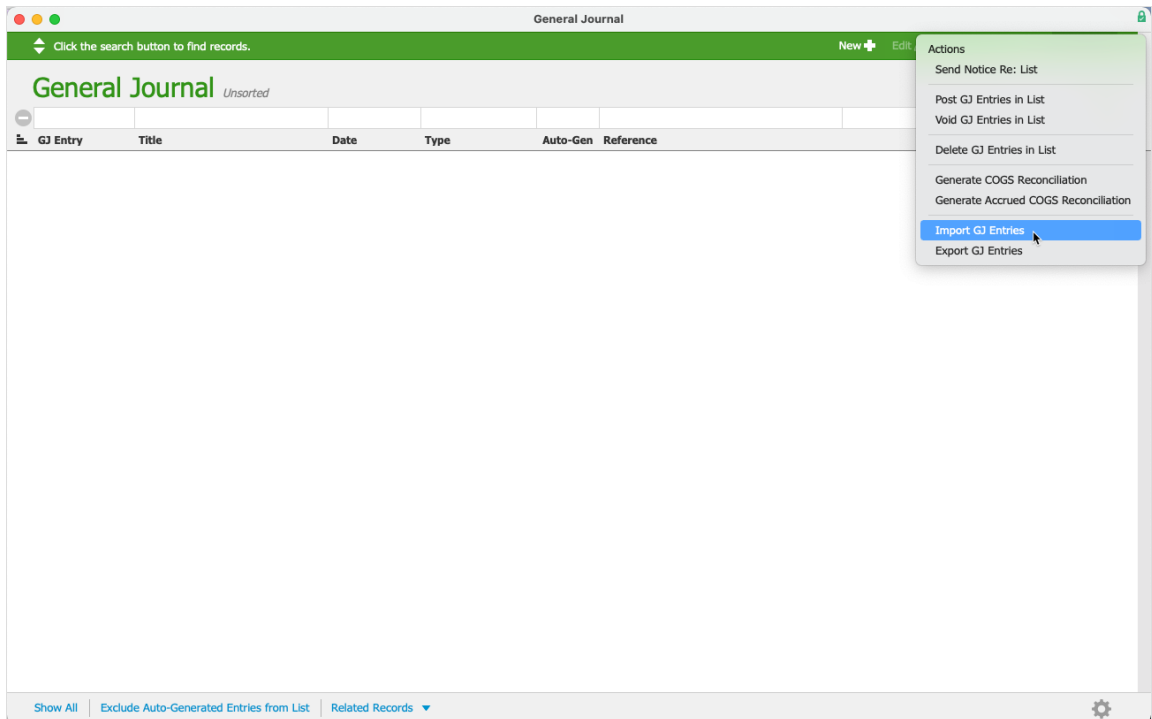 General Journal
Click the search button to find records.
New
Edit
General Journal Unsorted
GJ Entry Title Date Type Auto-Gen Reference
Actions
Send Notice Re: List
Post GJ Entries in List
Void GJ Entries in List
Delete GJ Entries in List
Generate COGS Reconciliation
Generate Accrued COGS Reconciliation
Import GJ Entries
Export GJ Entries
Show All Exclude Auto-Generated Entries from List Related Records